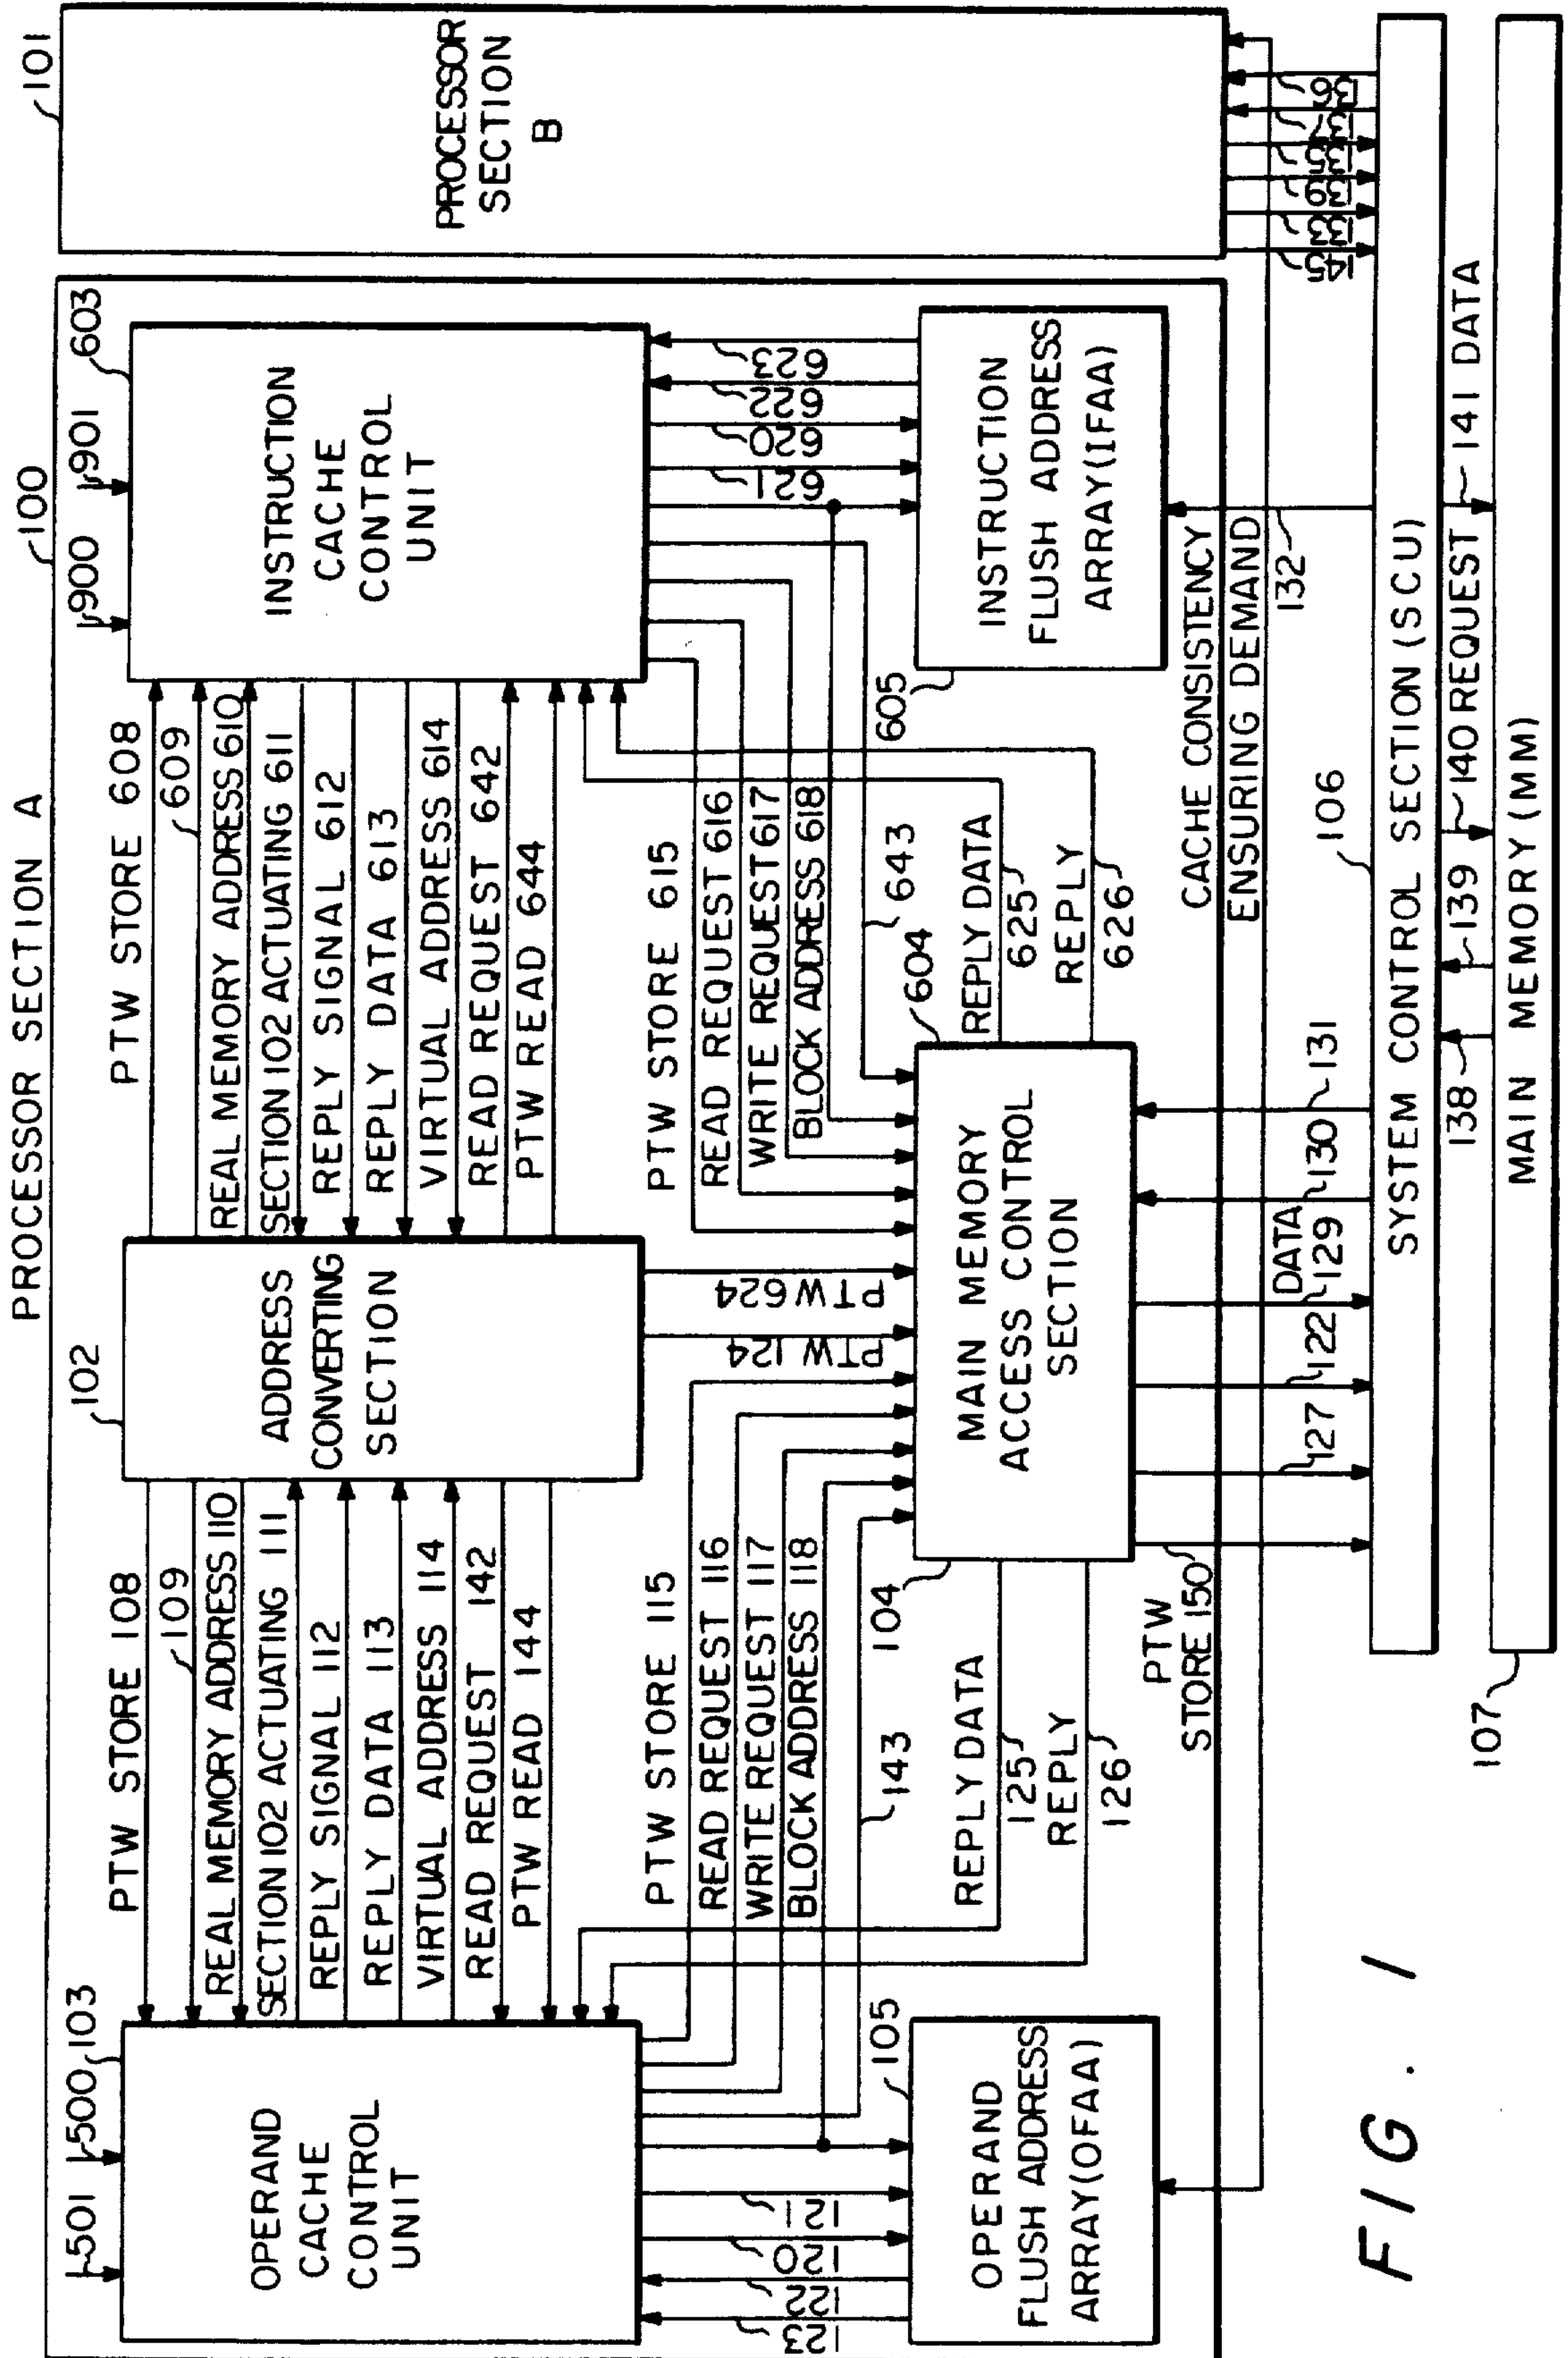 PROCESSOR SECTION A
100
101
PROCESSOR
SECTION
B
501
500
103
OPERAND
CACHE
CONTROL
UNIT
PTW STORE 108
109
REAL MEMORY ADDRESS 110
SECTION 102 ACTUATING 111
REPLY SIGNAL 112
REPLY DATA 113
VIRTUAL ADDRESS 114
READ REQUEST 142
PTW READ 144
102
ADDRESS
CONVERTING
SECTION
PTW STORE 608
609
REAL MEMORY ADDRESS 610
SECTION 102 ACTUATING 611
REPLY SIGNAL 612
REPLY DATA 613
VIRTUAL ADDRESS 614
READ REQUEST 642
PTW READ 644
900
901
603
INSTRUCTION
CACHE
CONTROL
UNIT
123
122
120
121
PTW STORE 115
READ REQUEST 116
WRITE REQUEST 117
BLOCK ADDRESS 118
143
PTW 124
PTW 624
PTW STORE 615
READ REQUEST 616
WRITE REQUEST 617
BLOCK ADDRESS 618
643
621
620
622
623
105
OPERAND
FLUSH ADDRESS
ARRAY(OFAA)
REPLY DATA
125
REPLY
126
104
MAIN MEMORY
ACCESS CONTROL
SECTION
604
REPLY DATA
625
REPLY
626
605
INSTRUCTION
FLUSH ADDRESS
ARRAY(IFAA)
CACHE CONSISTENCY
ENSURING DEMAND
132
PTW
STORE 150
127
122
DATA
129
130
131
106
145
133
139
135
137
136
SYSTEM CONTROL SECTION (SCU)
138
139
140 REQUEST
141 DATA
107
MAIN MEMORY (MM)
FIG. 1